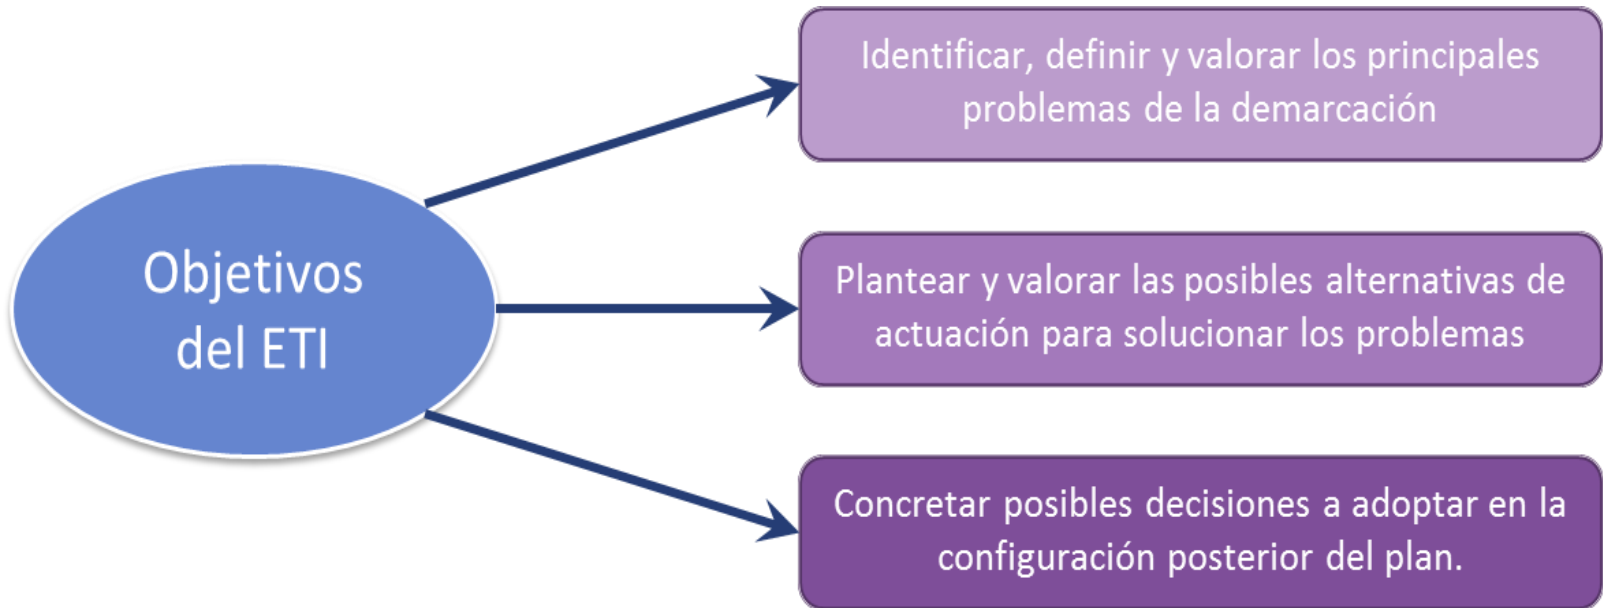 Identificar, definir y valorar los principales
problemas de la demarcación
Objetivos
del ETI
Plantear y valorar las posibles alternativas de
actuación para solucionar los problemas
Concretar posibles decisiones a adoptar en la
configuración posterior del plan.